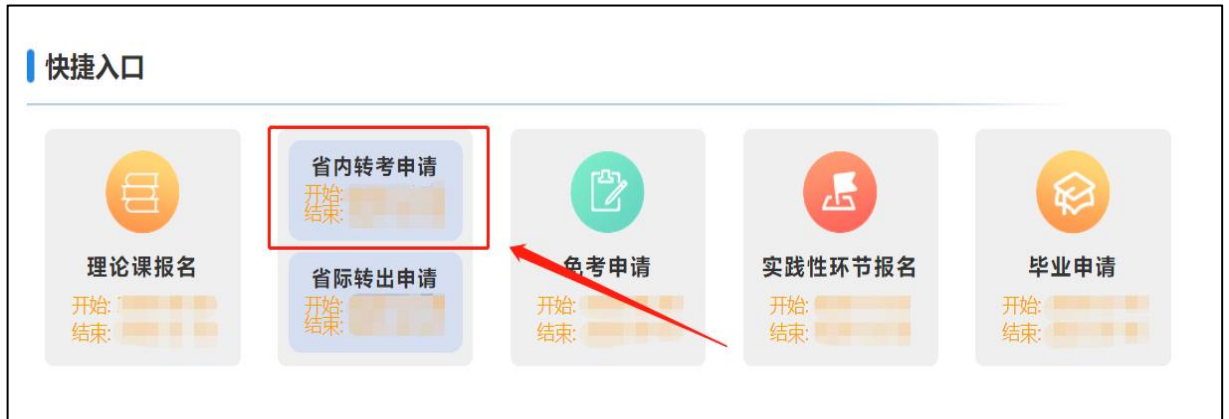 快捷入口
理论课报名
开始:
结束:
省内转考申请
开始:
结束:
省际转出申请
开始:
结束:
免考申请
开始:
结束:
实践性环节报名
开始:
结束:
毕业申请
开始:
结束: